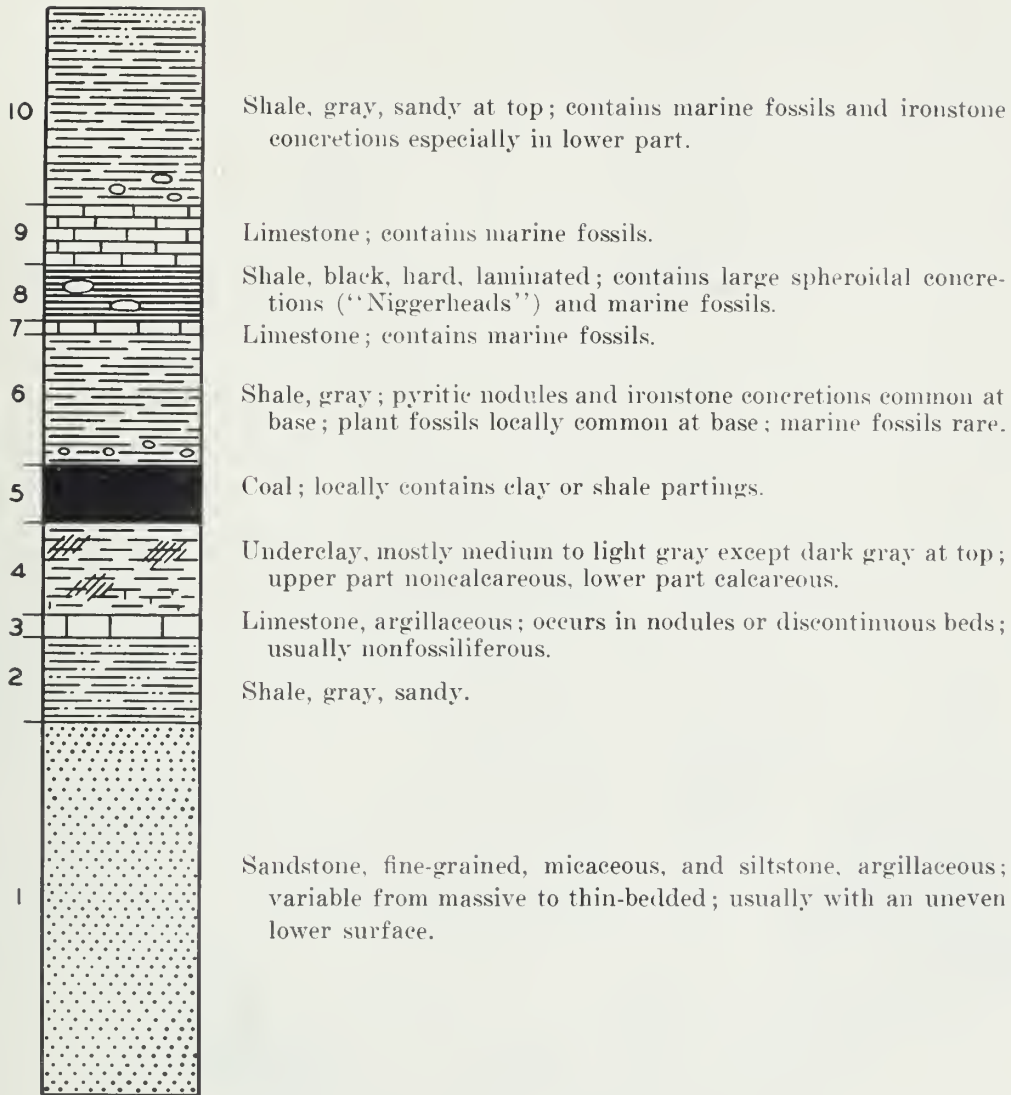 10
Shale, gray, sandy at top; contains marine fossils and ironstone
concretions especially in lower part.
9
Limestone; contains marine fossils.
8
Shale, black, hard, laminated; contains large spheroidal concre-
tions (“Niggerheads”) and marine fossils.
7
Limestone; contains marine fossils.
6
Shale, gray; pyritic nodules and ironstone concretions common at
base; plant fossils locally common at base; marine fossils rare.
5
Coal; locally contains clay or shale partings.
4
Underclay, mostly medium to light gray except dark gray at top;
upper part noncalcareous, lower part calcareous.
3
Limestone, argillaceous; occurs in nodules or discontinuous beds;
usually nonfossiliferous.
2
Shale, gray, sandy.
1
Sandstone, fine-grained, micaceous, and siltstone, argillaceous;
variable from massive to thin-bedded; usually with an uneven
lower surface.